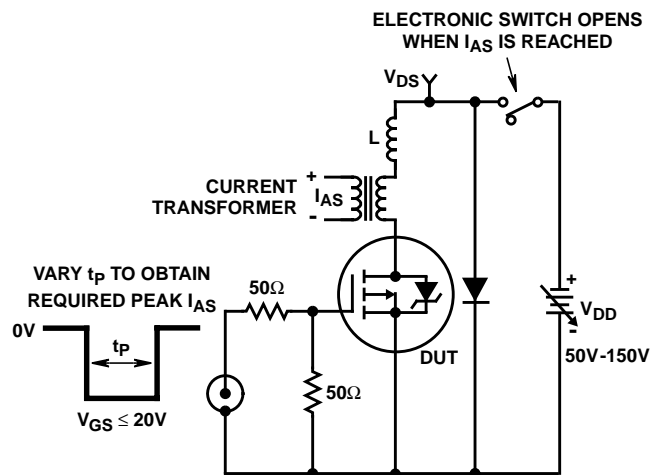 ELECTRONIC SWITCH OPENS
WHEN IAS IS REACHED
VDS
L
+
CURRENT
TRANSFORMER
IAS
-
VARY tP TO OBTAIN
REQUIRED PEAK IAS
50Ω
0V
tP
DUT
+
VDD
-
50V-150V
50Ω
VGS ≤ 20V